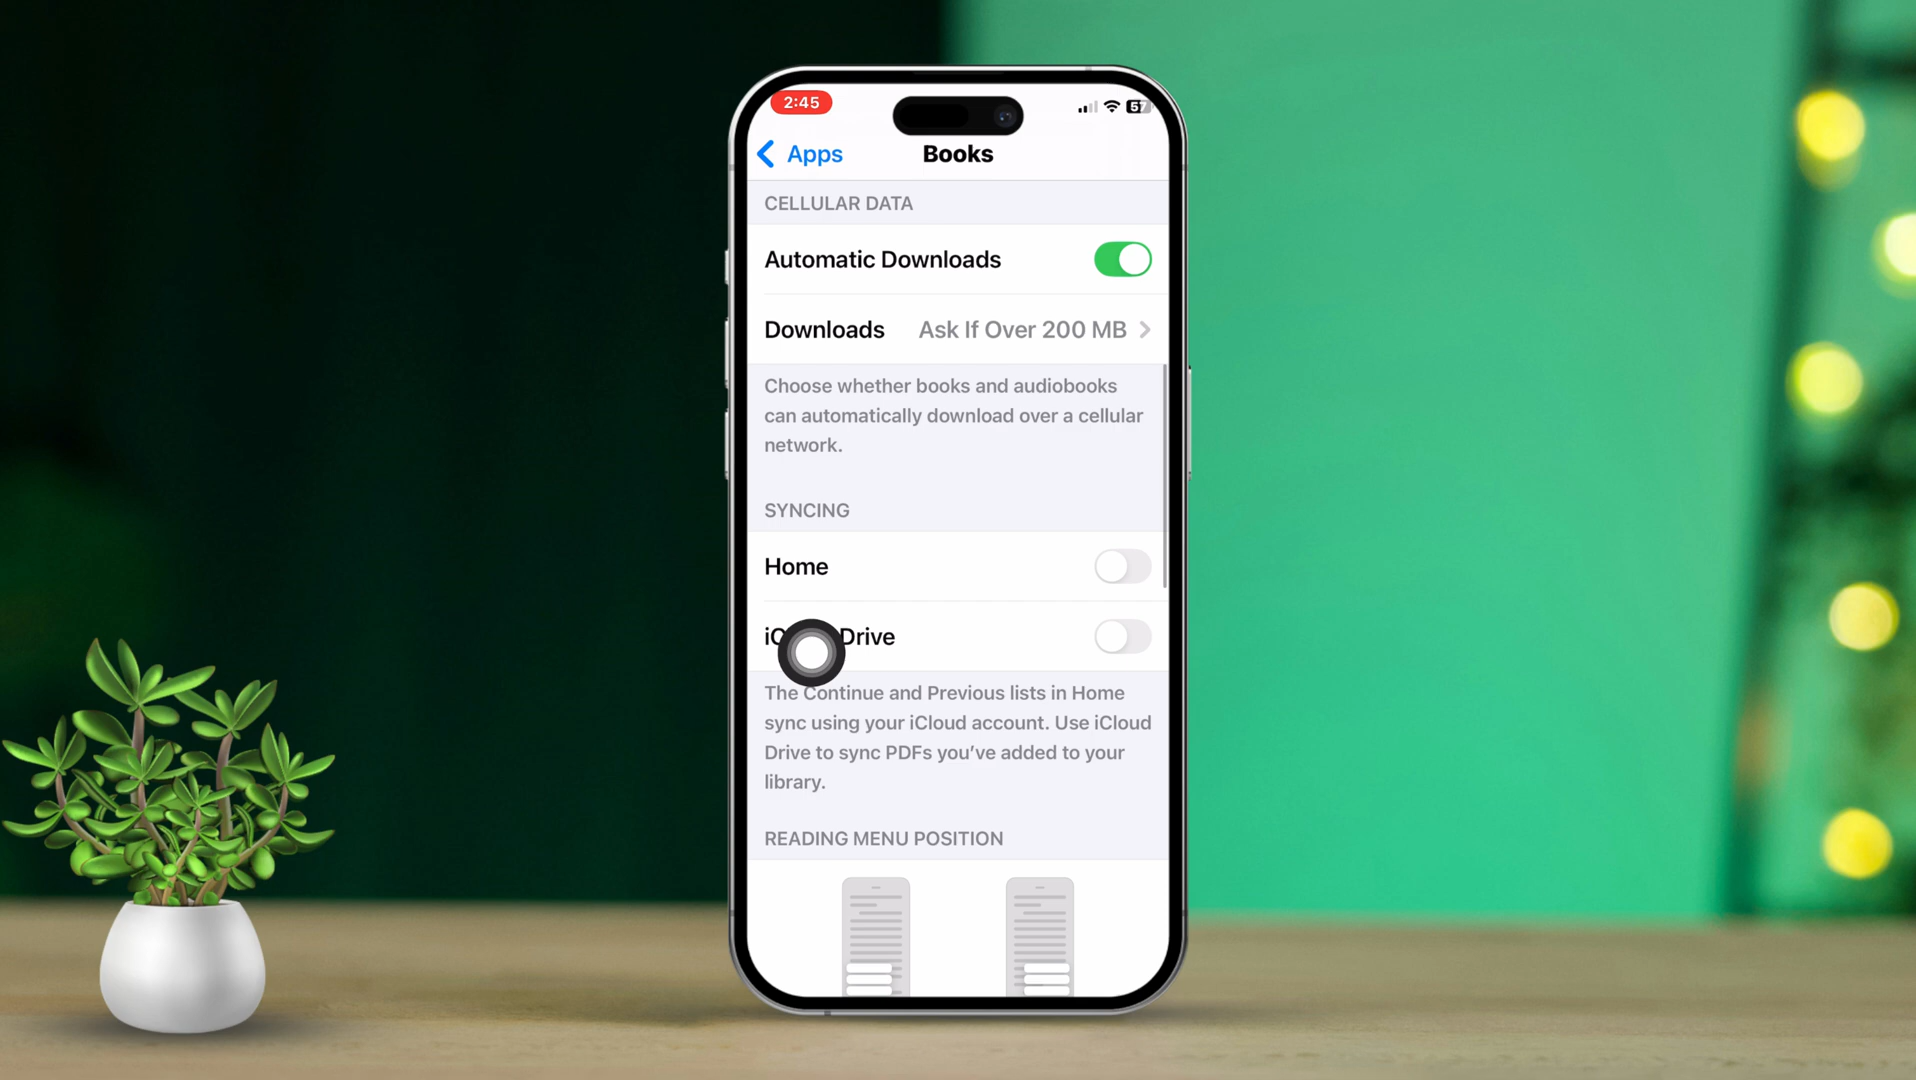 2:45
57
Apps
Books
CELLULAR DATA
Automatic Downloads
Downloads Ask If Over 200 MB
Choose whether books and audiobooks
can automatically download over a cellular
network.
SYNCING
Home
Drive
The Continue and Previous lists in Home
sync using your iCloud account. Use iCloud
Drive to sync PDFs you’ve added to your
library.
READING MENU POSITION